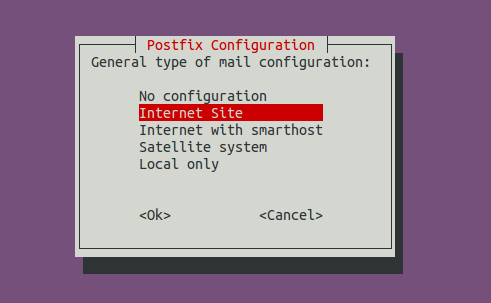 Postfix Configuration
General type of mail configuration:
No configuration
Internet Site
Internet with smarthost
Satellite system
Local only
<Ok> <Cancel>